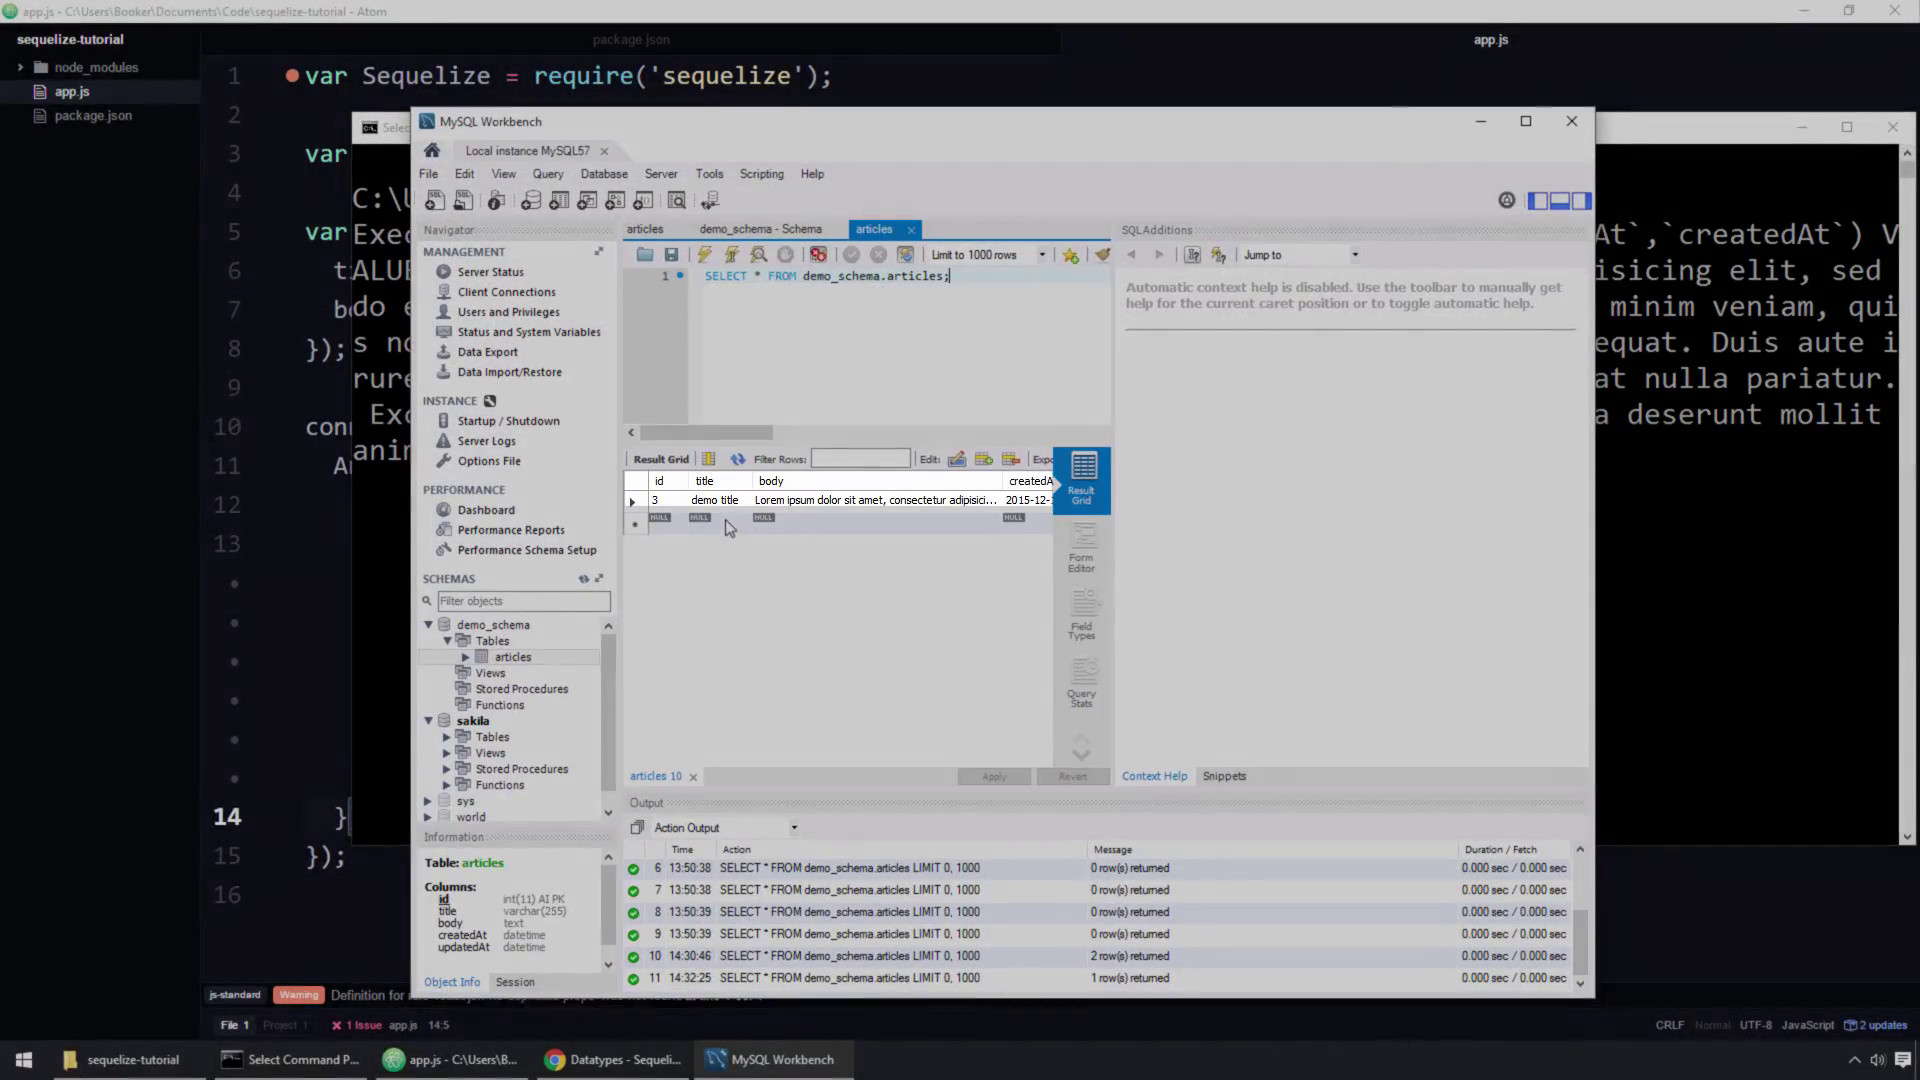 app.js - C:\Users\Booker\Documents\Code\sequelize-tutorial - Atom
sequelize-tutorial
package.json
app.js
node_modules
app.js
package.json
1 var Sequelize = require('sequelize');
2
3 var
4
5 var
6
7
8 });
9
10
11
13
14 }
15 });
16
C:\U
Exec
At`,`createdAt`) V
ALUE
isicing elit, sed
do e
minim veniam, qui
s no
equat. Duis aute i
rure
at nulla pariatur.
Exc
a deserunt mollit
anim
MySQL Workbench
Local instance MySQL57
File Edit View Query Database Server Tools Scripting Help
Navigator
MANAGEMENT
Server Status
Client Connections
Users and Privileges
Status and System Variables
Data Export
Data Import/Restore
INSTANCE
Startup / Shutdown
Server Logs
Options File
PERFORMANCE
Dashboard
Performance Reports
Performance Schema Setup
SCHEMAS
Filter objects
demo_schema
Tables
articles
Views
Stored Procedures
Functions
sakila
Tables
Views
Stored Procedures
Functions
sys
world
Information
Table: articles
Columns:
id int(11) AI PK
title varchar(255)
body text
createdAt datetime
updatedAt datetime
Object Info Session
articles demo_schema - Schema articles
Limit to 1000 rows
1 SELECT * FROM demo_schema.articles;
Result Grid Filter Rows: Edit:
id title body createdA
3 demo title Lorem ipsum dolor sit amet, consectetur adipisici... 2015-12-
NULL NULL NULL NULL
Result
Grid
Form
Editor
Field
Types
Query
Stats
articles 10
Apply Revert
SQLAdditions
Jump to
Automatic context help is disabled. Use the toolbar to manually get
help for the current caret position or to toggle automatic help.
Context Help Snippets
Output
Action Output
Time Action Message Duration / Fetch
6 13:50:38 SELECT * FROM demo_schema.articles LIMIT 0, 1000 0 row(s) returned 0.000 sec / 0.000 sec
7 13:50:38 SELECT * FROM demo_schema.articles LIMIT 0, 1000 0 row(s) returned 0.000 sec / 0.000 sec
8 13:50:39 SELECT * FROM demo_schema.articles LIMIT 0, 1000 0 row(s) returned 0.000 sec / 0.000 sec
9 13:50:39 SELECT * FROM demo_schema.articles LIMIT 0, 1000 0 row(s) returned 0.000 sec / 0.000 sec
10 14:30:46 SELECT * FROM demo_schema.articles LIMIT 0, 1000 2 row(s) returned 0.000 sec / 0.000 sec
11 14:32:25 SELECT * FROM demo_schema.articles LIMIT 0, 1000 1 row(s) returned 0.000 sec / 0.000 sec
js-standard Warning Definition for
File 1 Project 1 1 Issue app.js 14:5
CRLF Normal UTF-8 JavaScript 2 updates
sequelize-tutorial Select Command P... app.js - C:\Users\B... Datatypes - Sequeli... MySQL Workbench